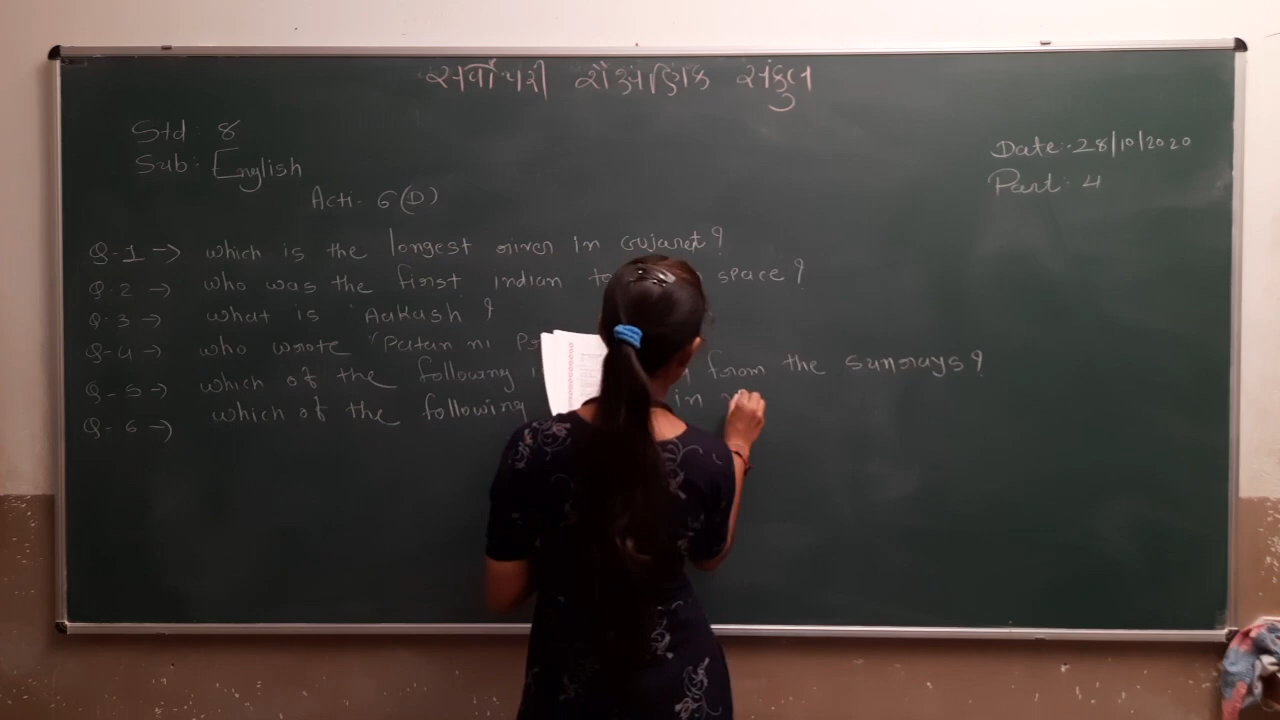 સર્વોપરી શૈક્ષણિક સંકુલ
Std: 8
Sub: English
Date:- 28/10/2020
Part: 4
Acti- 6 (D)
Q-1 → which is the longest river in Gujarat?
Q.2 → who was the first indian to space?
Q.3 → what is 'Aakash ?
Q-4 → who wrote "Patan ni
Q-5 → which of the following from the sunrays?
Q-6 → which of the following in